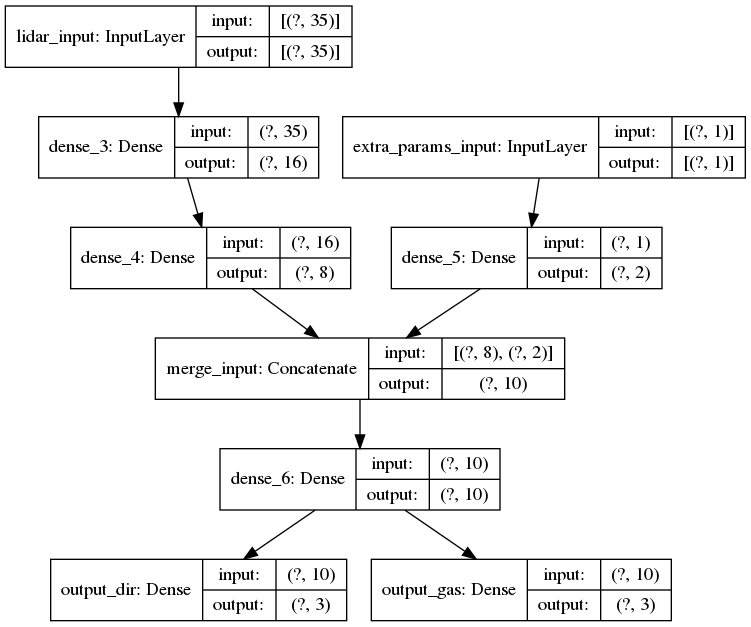 lidar_input: InputLayer
input: [(?, 35)]
output: [(?, 35)]
dense_3: Dense
input: (?, 35)
output: (?, 16)
extra_params_input: InputLayer
input: [(?, 1)]
output: [(?, 1)]
dense_4: Dense
input: (?, 16)
output: (?, 8)
dense_5: Dense
input: (?, 1)
output: (?, 2)
merge_input: Concatenate
input: [(?, 8), (?, 2)]
output: (?, 10)
dense_6: Dense
input: (?, 10)
output: (?, 10)
output_dir: Dense
input: (?, 10)
output: (?, 3)
output_gas: Dense
input: (?, 10)
output: (?, 3)